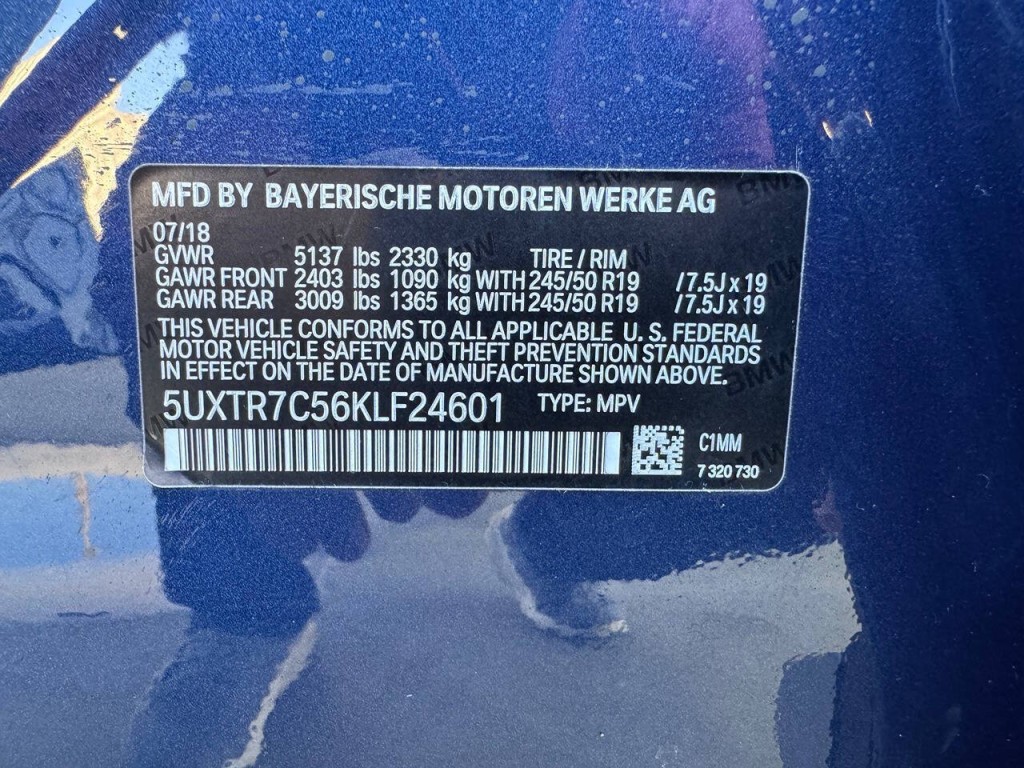 MFD BY BAYERISCHE MOTOREN WERKE AG
07/18
GVWR 5137 lbs 2330 kg TIRE / RIM
GAWR FRONT 2403 lbs 1090 kg WITH 245/50 R19 /7.5J x 19
GAWR REAR 3009 lbs 1365 kg WITH 245/50 R19 /7.5J x 19
THIS VEHICLE CONFORMS TO ALL APPLICABLE U. S. FEDERAL
MOTOR VEHICLE SAFETY AND THEFT PREVENTION STANDARDS
IN EFFECT ON THE DATE OF MANUFACTURE SHOWN ABOVE.
5UXTR7C56KLF24601 TYPE: MPV
C1MM
7 320 730